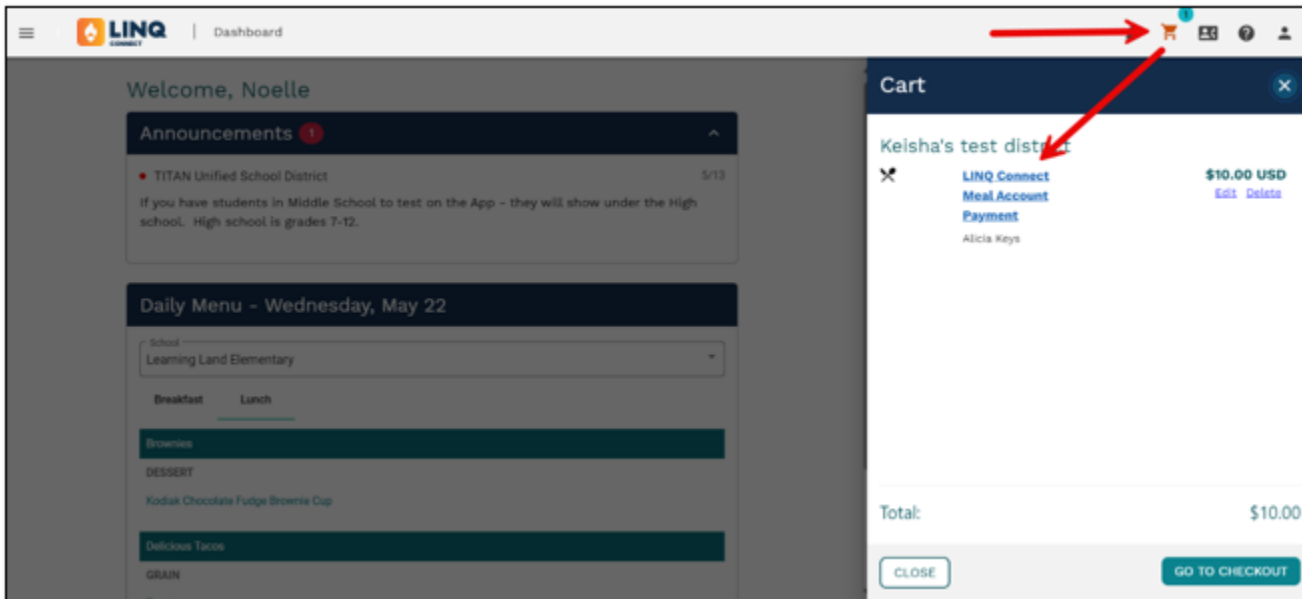 LINQ
CONNECT
Dashboard
1
Welcome, Noelle
Announcements 1
TITAN Unified School District 5/13
If you have students in Middle School to test on the App - they will show under the High
school. High school is grades 7-12.
Daily Menu - Wednesday, May 22
School
Learning Land Elementary
Breakfast Lunch
Brownies
DESSERT
Kodiak Chocolate Fudge Brownie Cup
Delicious Tacos
GRAIN
Cart
Keisha's test district
LINQ Connect
Meal Account
Payment
$10.00 USD
Edit Delete
Alicia Keys
Total: $10.00
CLOSE
GO TO CHECKOUT